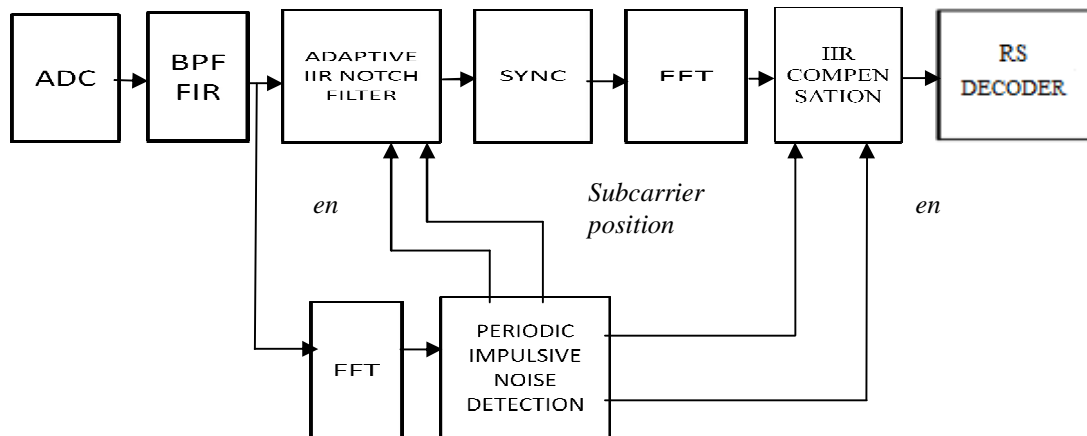 ADC
BPF
FIR
ADAPTIVE
IIR NOTCH
FILTER
SYNC
FFT
IIR
COMPEN
SATION
RS
DECODER
en
Subcarrier
position
en
FFT
PERIODIC
IMPULSIVE
NOISE
DETECTION